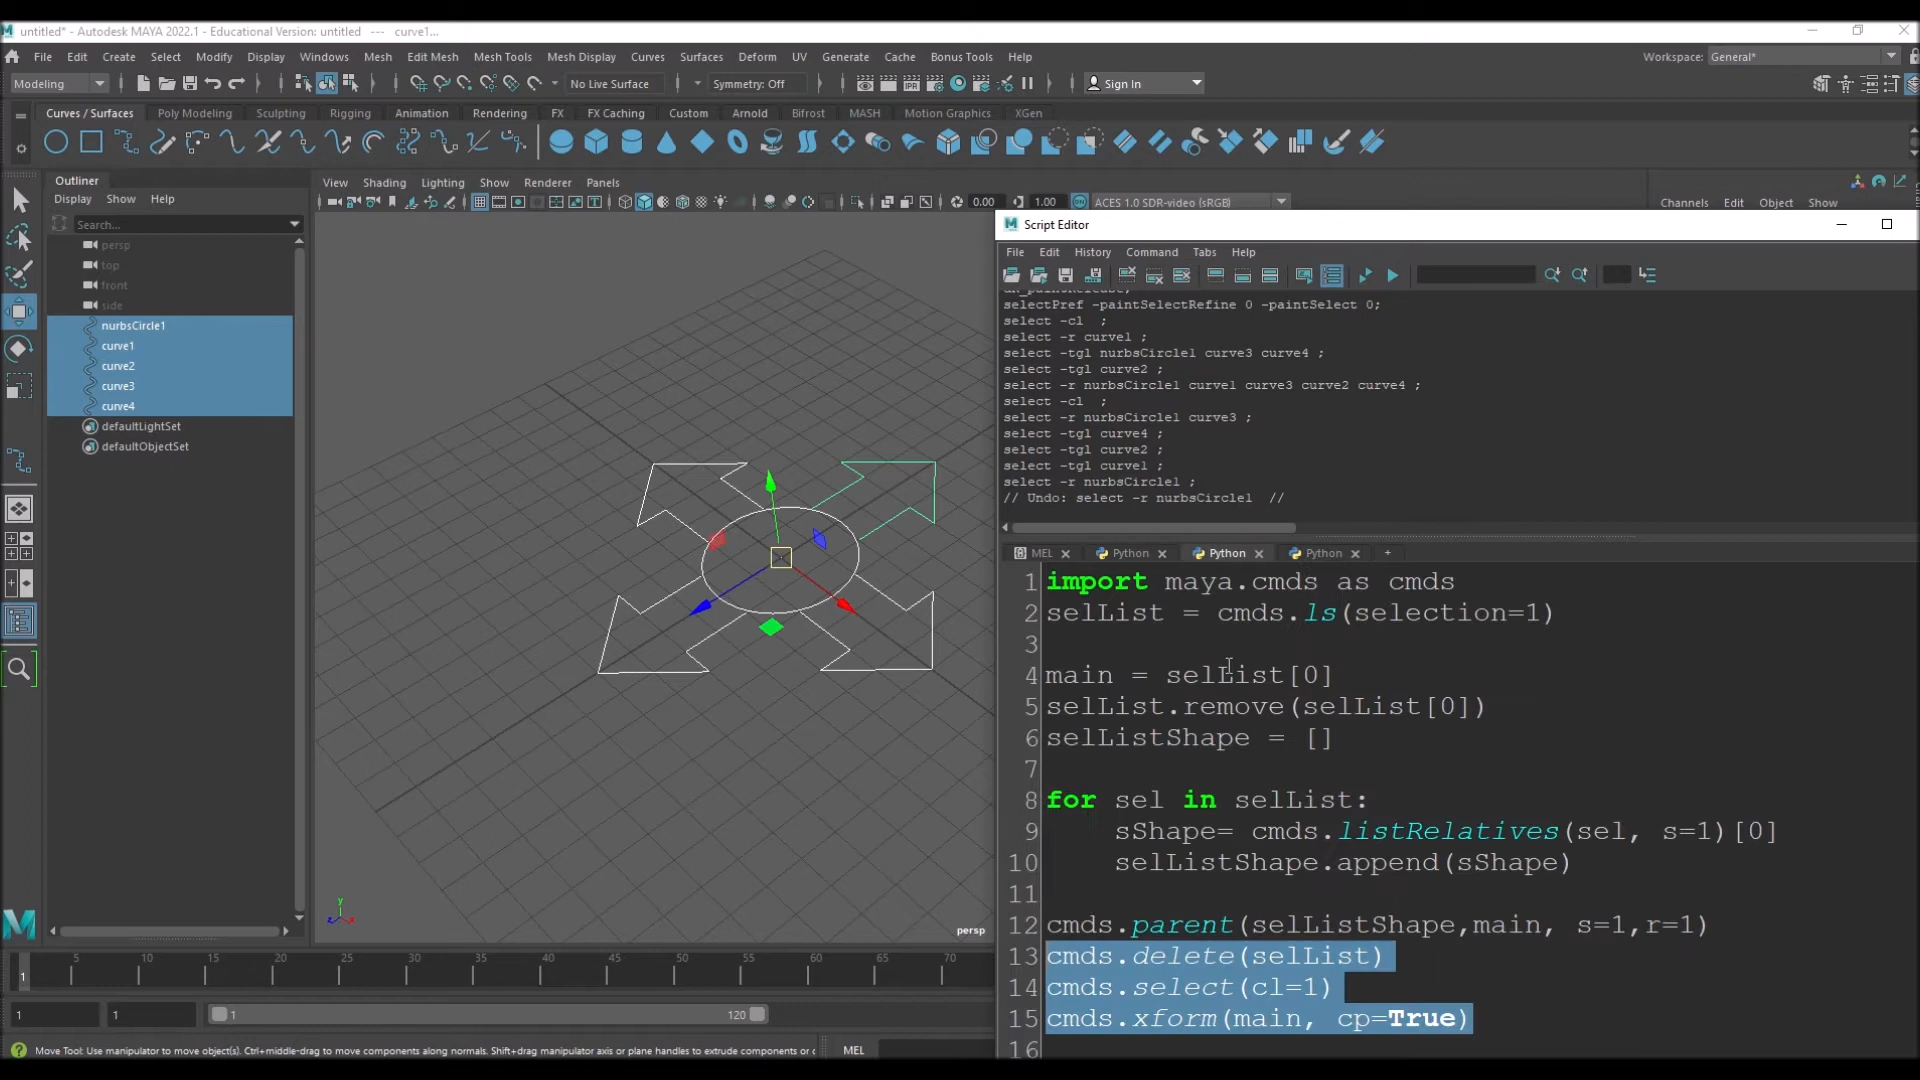 untitled* - Autodesk MAYA 2022.1 - Educational Version: untitled --- curve1...
File Edit Create Select Modify Display Windows Mesh Edit Mesh Mesh Tools Mesh Display Curves Surfaces Deform UV Generate Cache Bonus Tools Help
Workspace: General*
Modeling
No Live Surface
Symmetry: Off
Sign In
Curves / Surfaces Poly Modeling Sculpting Rigging Animation Rendering FX FX Caching Custom Arnold Bifrost MASH Motion Graphics XGen
Outliner
Display Show Help
Search...
persp
top
front
side
nurbsCircle1
curve1
curve2
curve3
curve4
defaultLightSet
defaultObjectSet
View Shading Lighting Show Renderer Panels
0.00 1.00 ACES 1.0 SDR-video (sRGB)
Channels Edit Object Show
persp
Script Editor
File Edit History Command Tabs Help
selectPref -paintSelectRefine 0 -paintSelect 0;
select -cl ;
select -r curve1 ;
select -tgl nurbsCircle1 curve3 curve4 ;
select -tgl curve2 ;
select -r nurbsCircle1 curve1 curve3 curve2 curve4 ;
select -cl ;
select -r nurbsCircle1 curve3 ;
select -tgl curve4 ;
select -tgl curve2 ;
select -tgl curve1 ;
select -r nurbsCircle1 ;
// Undo: select -r nurbsCircle1 //
MEL Python Python Python +
1 import maya.cmds as cmds
2 selList = cmds.ls(selection=1)
3
4 main = selList[0]
5 selList.remove(selList[0])
6 selListShape = []
7
8 for sel in selList:
9 sShape= cmds.listRelatives(sel, s=1)[0]
10 selListShape.append(sShape)
11
12 cmds.parent(selListShape,main, s=1,r=1)
13 cmds.delete(selList)
14 cmds.select(cl=1)
15 cmds.xform(main, cp=True)
16
5 10 15 20 25 30 35 40 45 50 55 60 65 70
1
1 1 1 120
Move Tool: Use manipulator to move object(s). Ctrl+middle-drag to move components along normals. Shift+drag manipulator axis or plane handles to extrude components or c
MEL